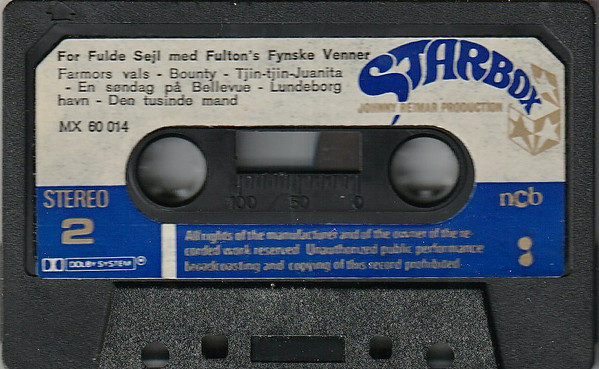 For Fulde Sejl med Fulton's Fynske Venner
Farmors vals - Bounty - Tjin-tjin-Juanita
- En søndag på Bellevue - Lundeborg
havn - Den tusinde mand
MX 60 014
STARBOX
JOHNNY REIMAR PRODUCTION
100 / 50 0
STEREO
2
ncb
DOLBY SYSTEM ®
All rights of the manufacturer and of the owner of the re-
corded work reserved Unauthorized public performance
broadcasting and copying of this record prohibited.